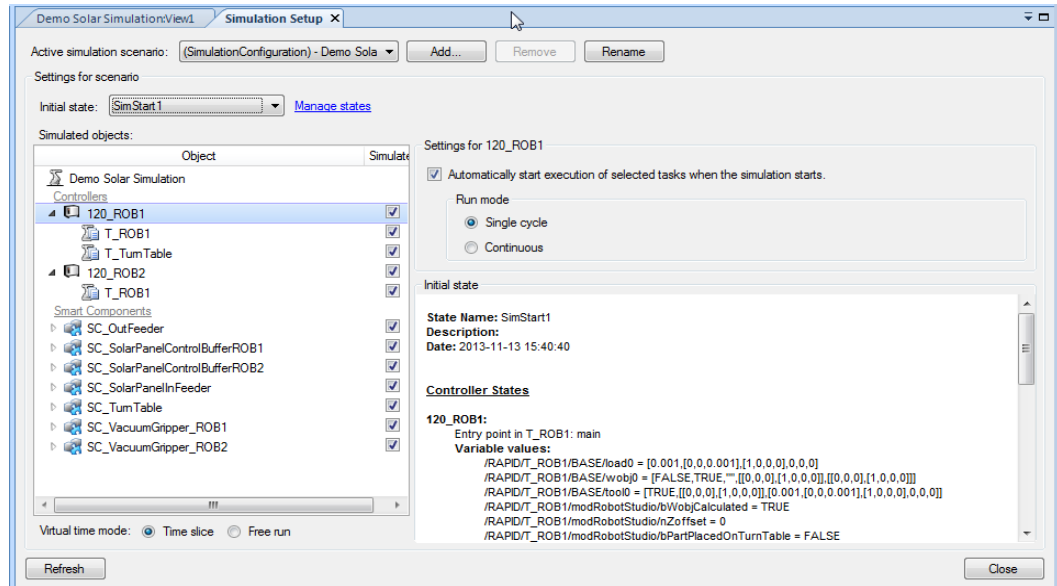 Demo Solar Simulation:View1 Simulation Setup X
Active simulation scenario: (SimulationConfiguration) - Demo Sola Add... Remove Rename
Settings for scenario
Initial state: SimStart1 Manage states
Simulated objects:
Object Simulate
Demo Solar Simulation
Controllers
120_ROB1
T_ROB1
T_TurnTable
120_ROB2
T_ROB1
Smart Components
SC_OutFeeder
SC_SolarPanelControlBufferROB1
SC_SolarPanelControlBufferROB2
SC_SolarPanelInFeeder
SC_TurnTable
SC_VacuumGripper_ROB1
SC_VacuumGripper_ROB2
Virtual time mode: Time slice Free run
Settings for 120_ROB1
Automatically start execution of selected tasks when the simulation starts.
Run mode
Single cycle
Continuous
Initial state
State Name: SimStart1
Description:
Date: 2013-11-13 15:40:40
Controller States
120_ROB1:
Entry point in T_ROB1: main
Variable values:
/RAPID/T_ROB1/BASE/load0 = [0.001,[0,0,0.001],[1,0,0,0],0,0,0]
/RAPID/T_ROB1/BASE/wobj0 = [FALSE,TRUE,"",[[0,0,0],[1,0,0,0]],[[0,0,0],[1,0,0,0]]]
/RAPID/T_ROB1/BASE/tool0 = [TRUE,[[0,0,0],[1,0,0,0]],[0.001,[0,0,0.001],[1,0,0,0],0,0,0]]
/RAPID/T_ROB1/modRobotStudio/bWobjCalculated = TRUE
/RAPID/T_ROB1/modRobotStudio/nZoffset = 0
/RAPID/T_ROB1/modRobotStudio/bPartPlacedOnTurnTable = FALSE
Refresh Close